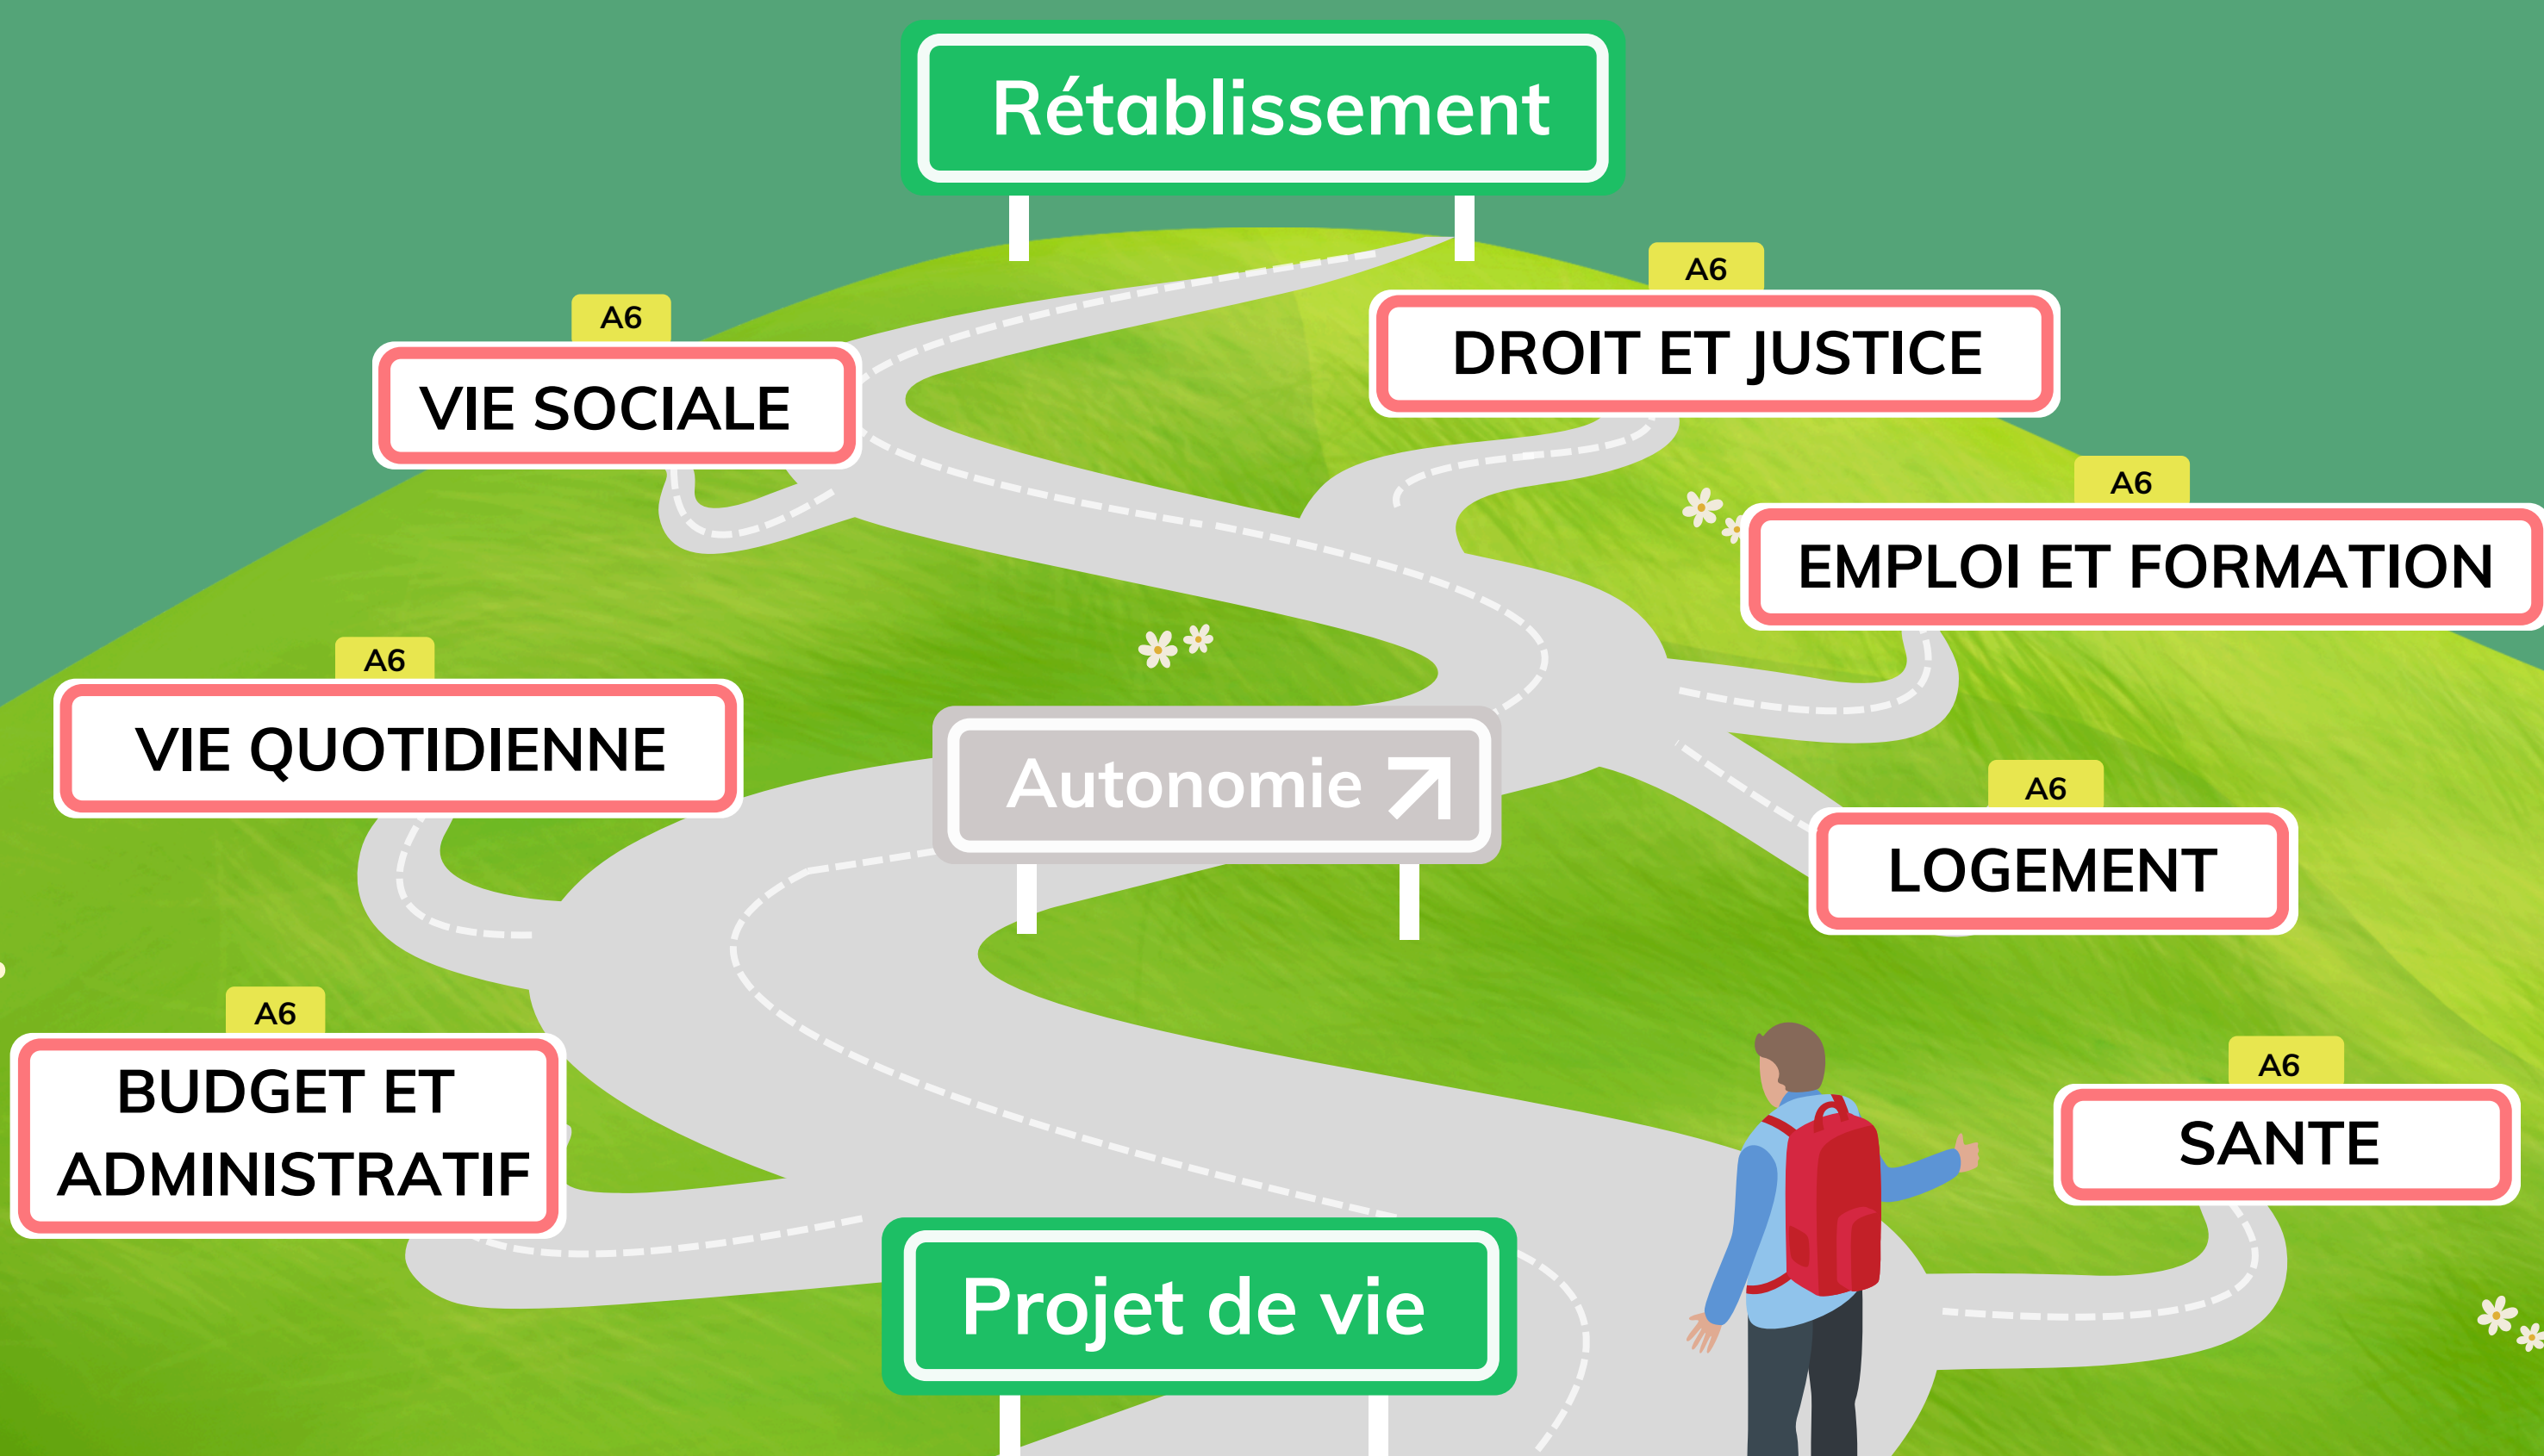 Rétablissement
A6
DROIT ET JUSTICE
A6
VIE SOCIALE
A6
EMPLOI ET FORMATION
A6
VIE QUOTIDIENNE
Autonomie
A6
LOGEMENT
A6
BUDGET ET
ADMINISTRATIF
A6
SANTE
Projet de vie